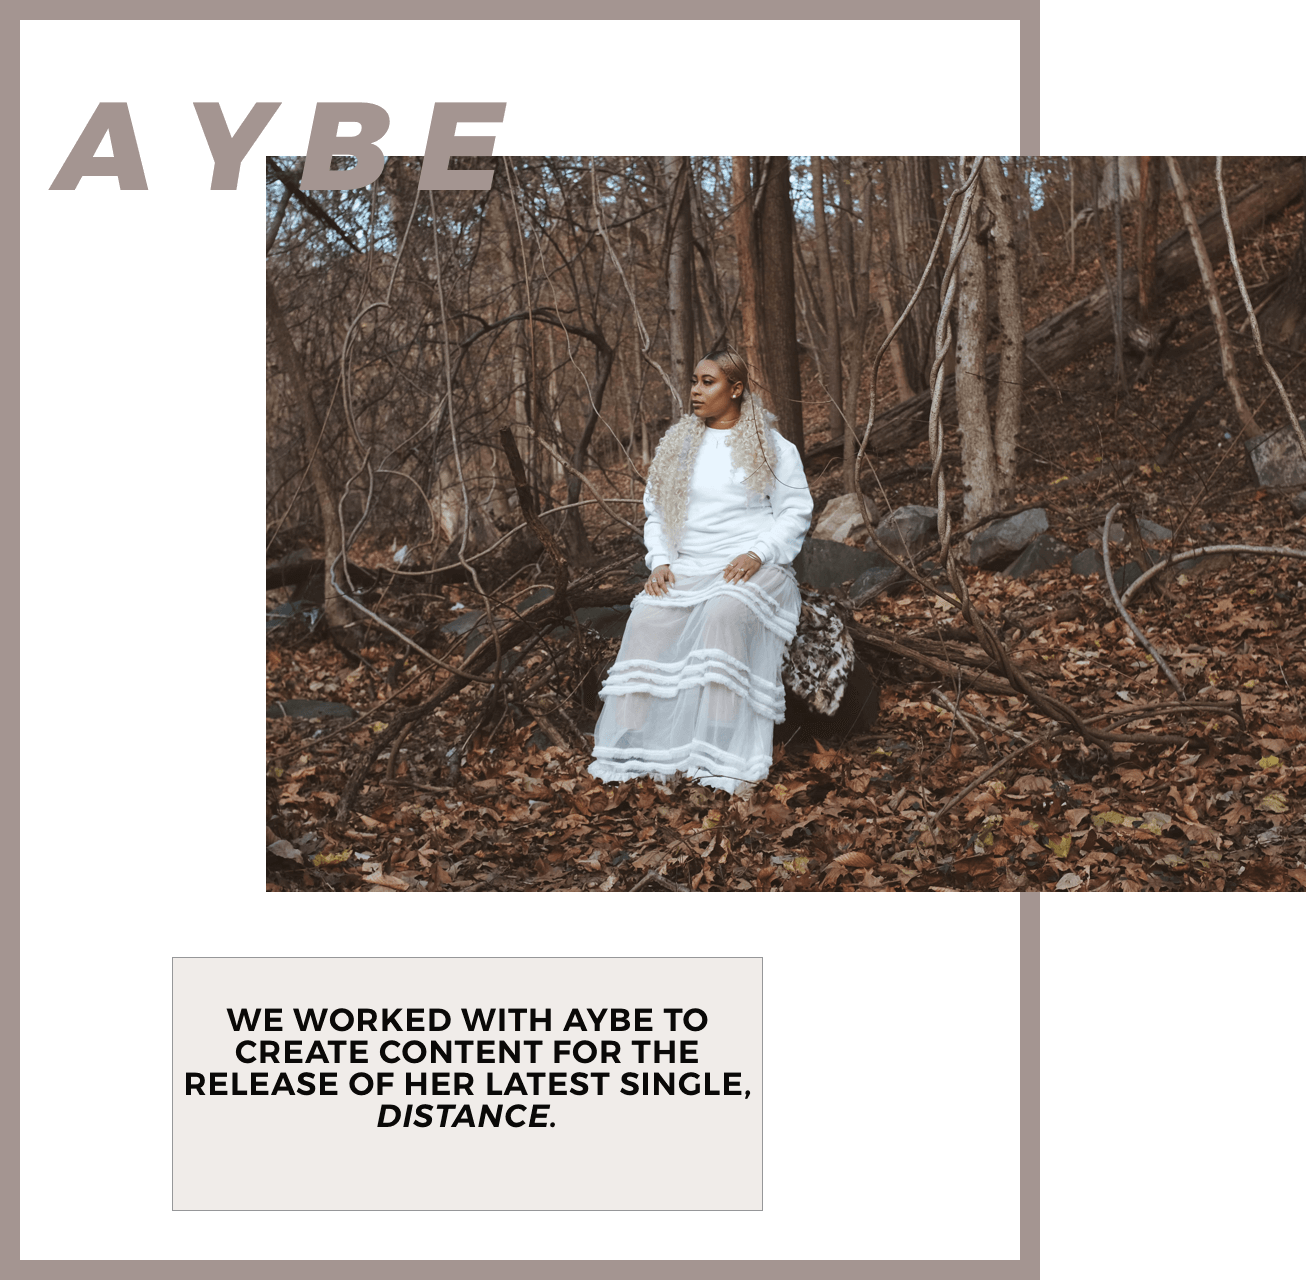 AYBE
WE WORKED WITH AYBE TO
CREATE CONTENT FOR THE
RELEASE OF HER LATEST SINGLE,
DISTANCE.